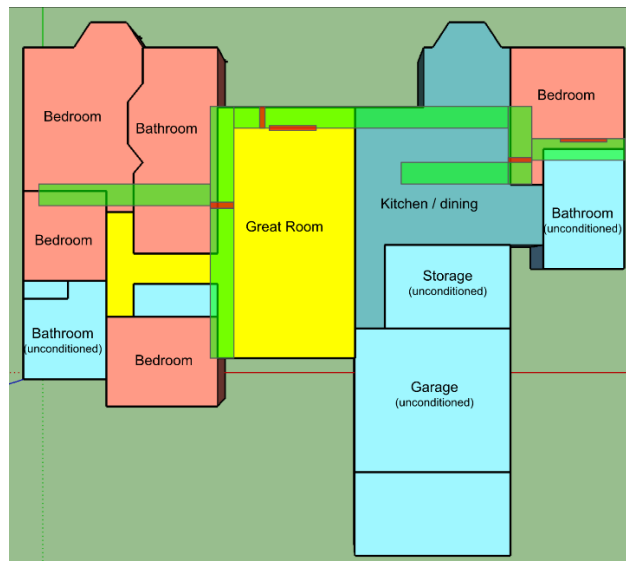 Bedroom
Bedroom
Bathroom
Kitchen / dining
Bathroom
(unconditioned)
Great Room
Bedroom
Storage
(unconditioned)
Bathroom
(unconditioned)
Bedroom
Garage
(unconditioned)